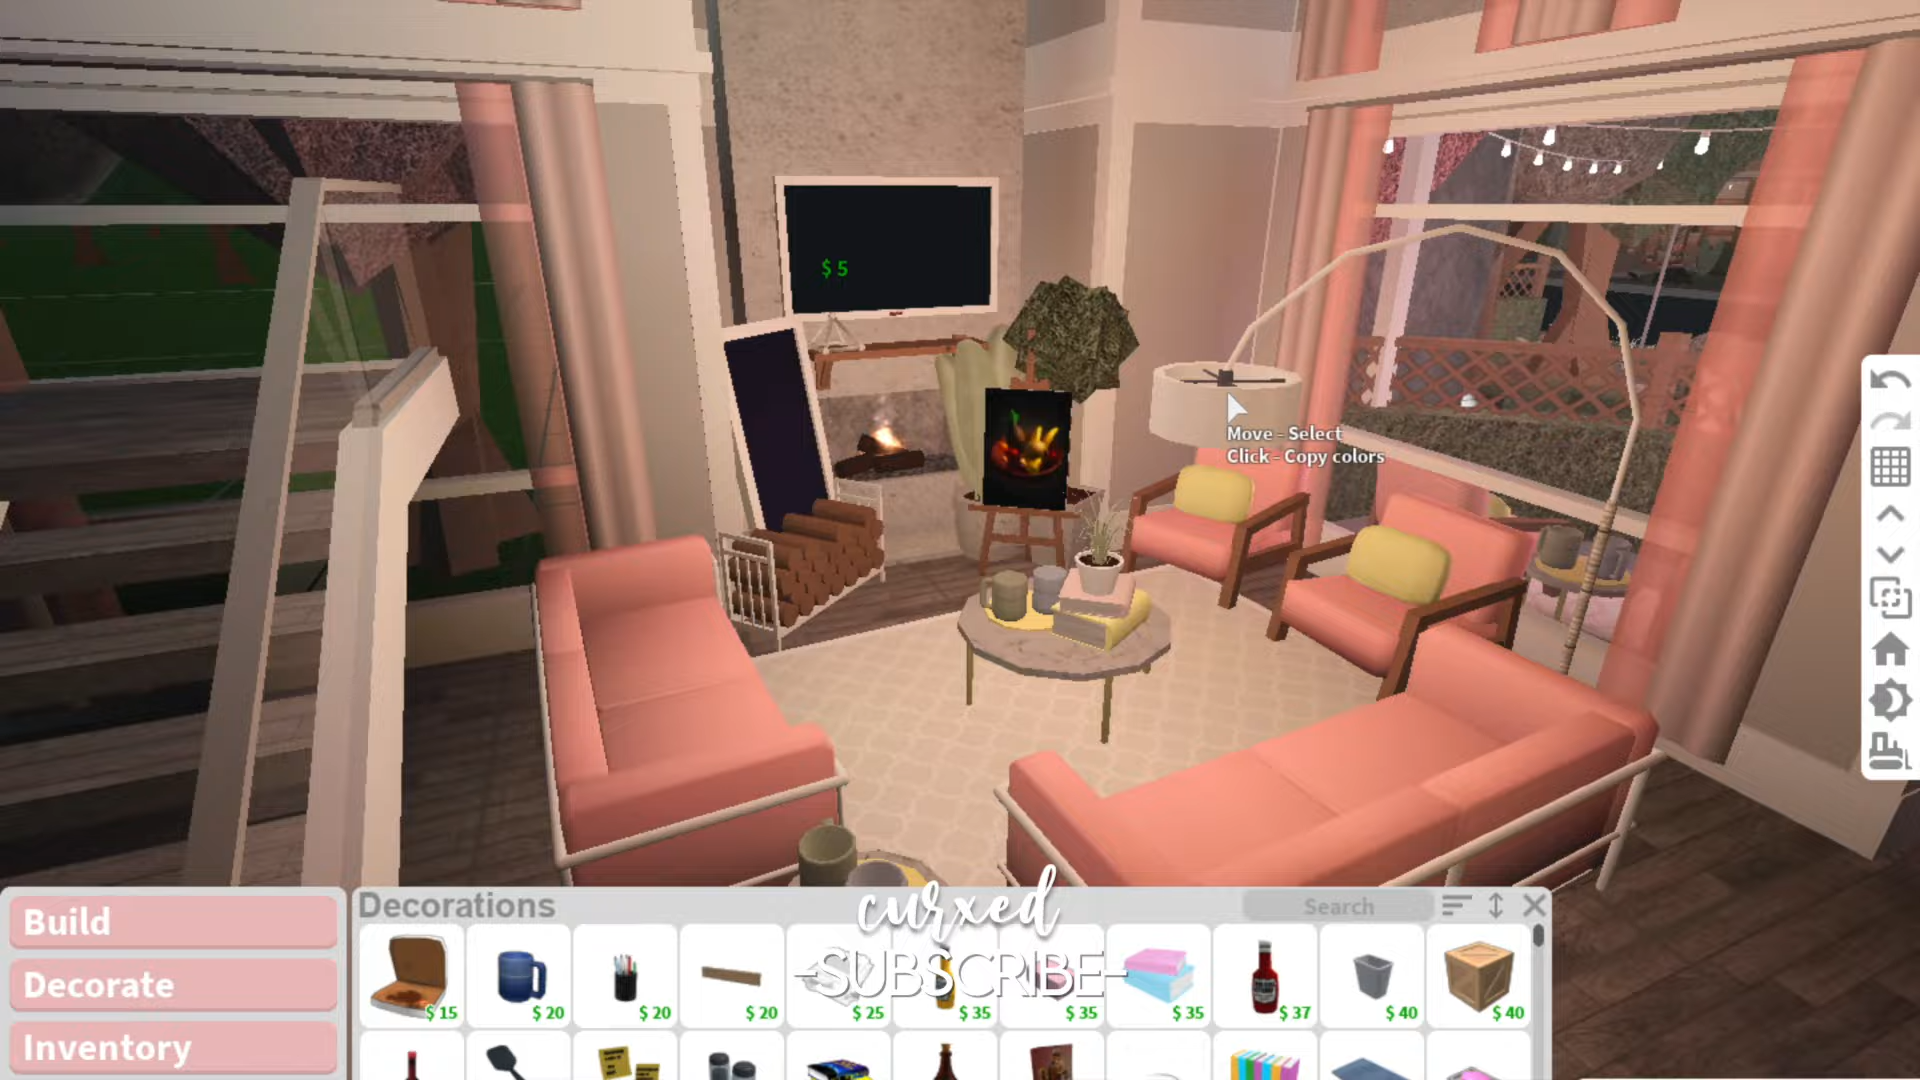 $ 5
Move - Select
Click - Copy colors
Build
Decorate
Inventory
Decorations
Search
curxed
-SUBSCRIBE-
$ 15
$ 20
$ 20
$ 20
$ 25
$ 35
$ 35
$ 35
$ 37
$ 40
$ 40